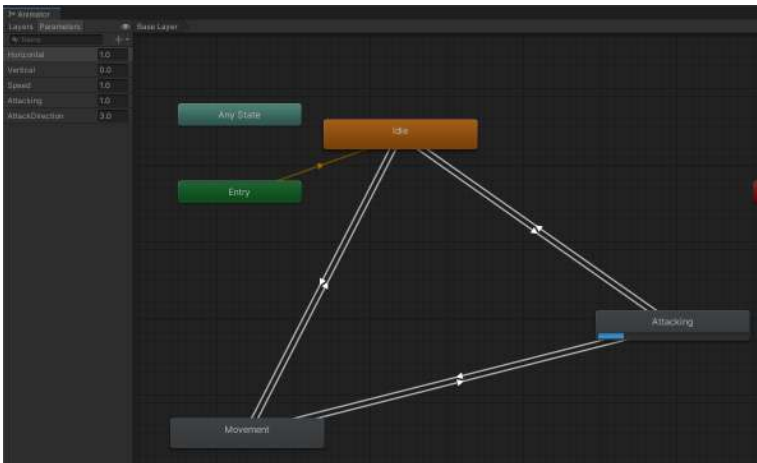 Animator
Layers Parameters
Base Layer
Name
Horizontal 1.0
Vertical 0.0
Speed 1.0
Attacking 1.0
AttackDirection 3.0
Any State
Idle
Entry
Attacking
Movement